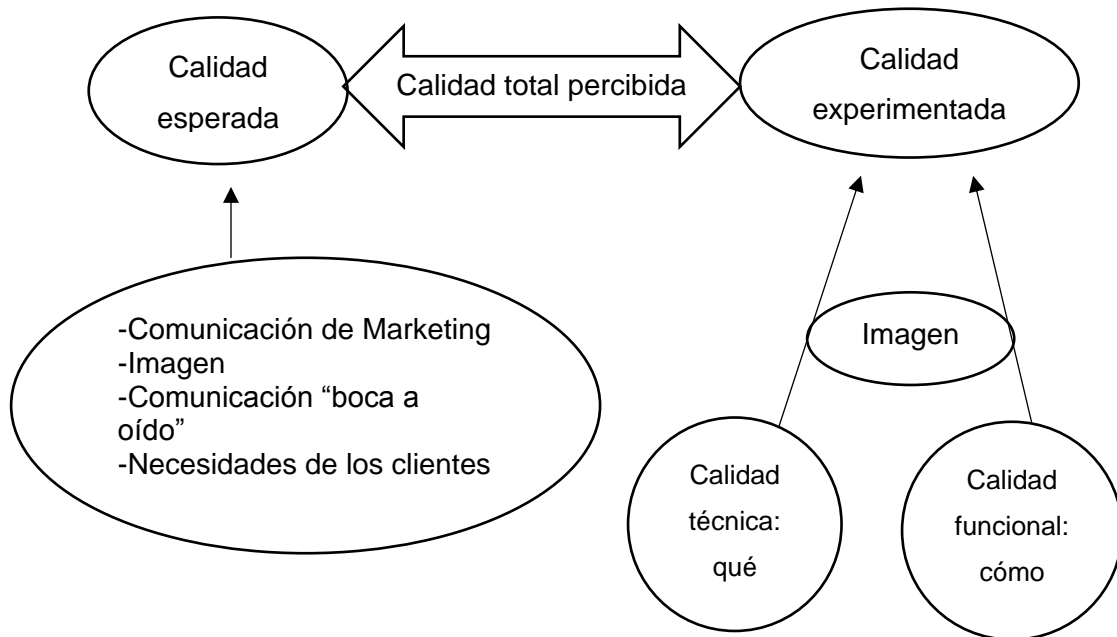 Calidad
esperada
Calidad total percibida
Calidad
experimentada
-Comunicación de Marketing
-Imagen
-Comunicación “boca a
oído”
-Necesidades de los clientes
Imagen
Calidad
técnica:
qué
Calidad
funcional:
cómo